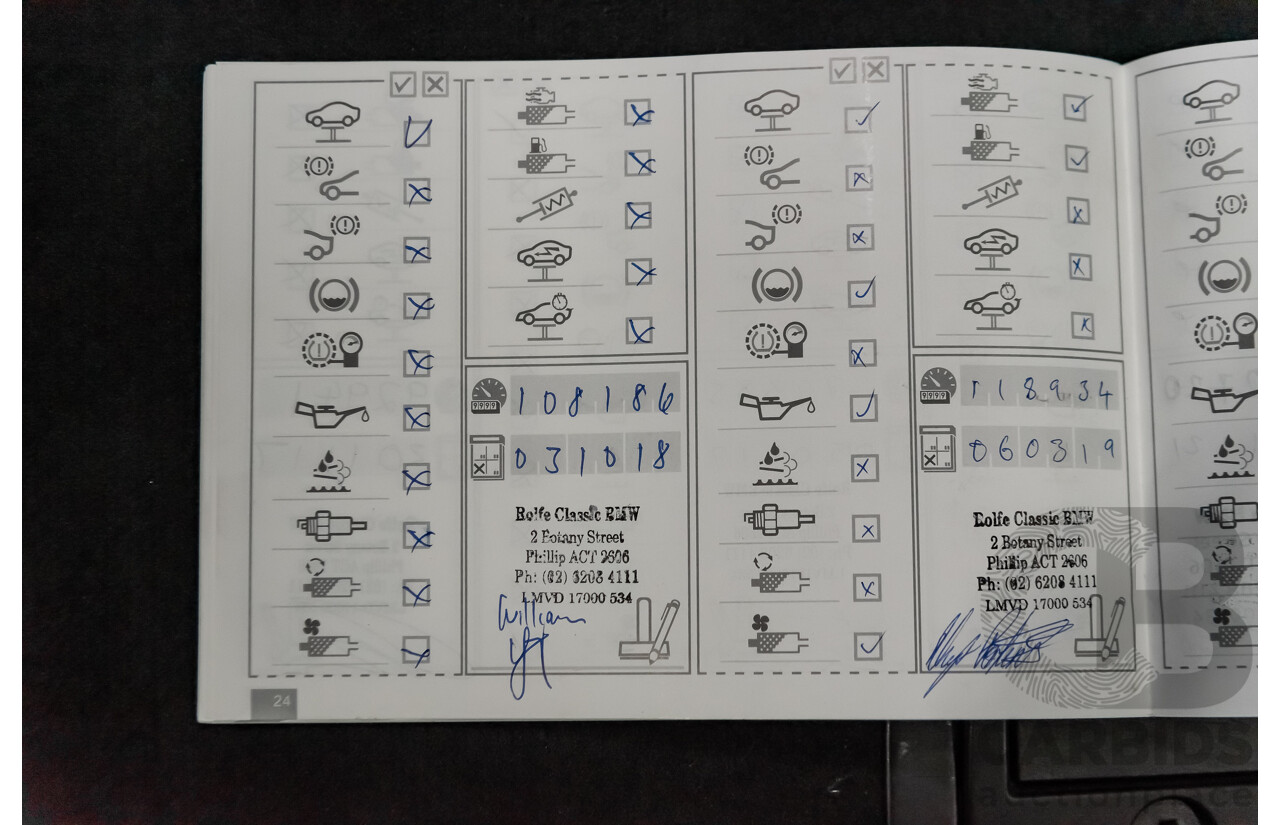 108186
031018
Rolfe Classic BMW
2 Botany Street
Phillip ACT 2606
Ph: (02) 6208 4111
LMVD 17000 534
William
118934
060319
Rolfe Classic BMW
2 Botany Street
Phillip ACT 2606
Ph: (02) 6208 4111
LMVD 17000 534
24
CARBIDS